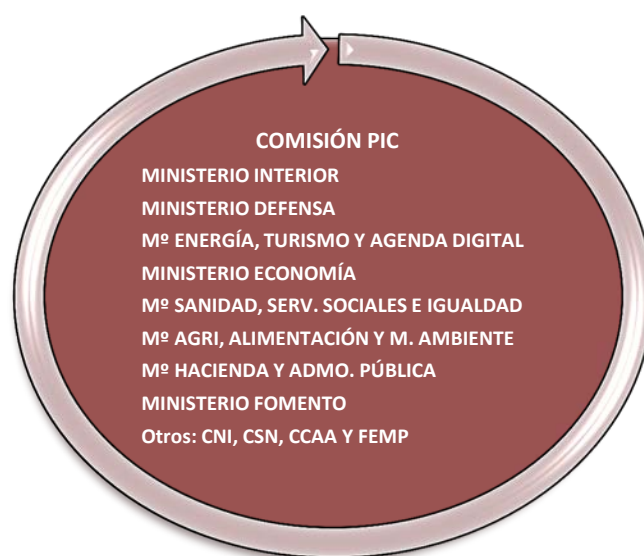 COMISIÓN PIC
MINISTERIO INTERIOR
MINISTERIO DEFENSA
Mº ENERGÍA, TURISMO Y AGENDA DIGITAL
MINISTERIO ECONOMÍA
Mº SANIDAD, SERV. SOCIALES E IGUALDAD
Mº AGRI, ALIMENTACIÓN Y M. AMBIENTE
Mº HACIENDA Y ADMO. PÚBLICA
MINISTERIO FOMENTO
Otros: CNI, CSN, CCAA Y FEMP